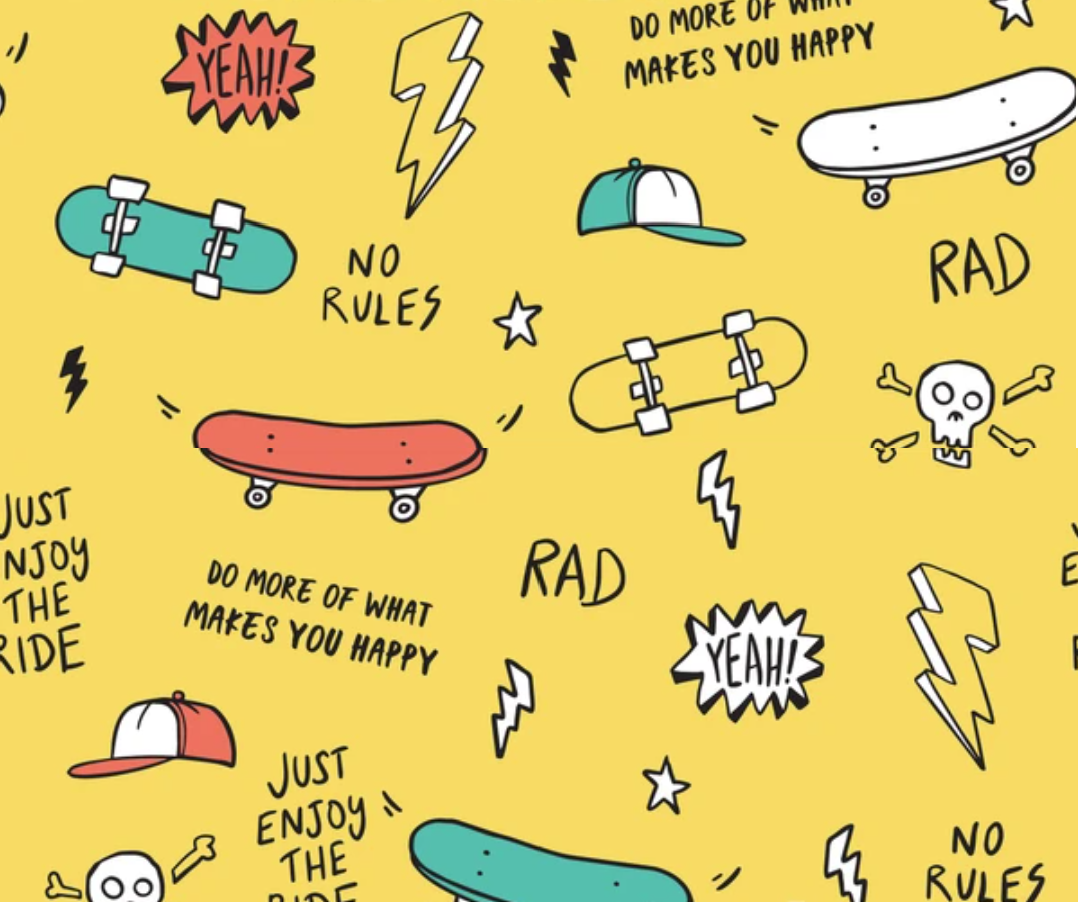 DO MORE OF WHAT
MAKES YOU HAPPY
YEAH!
NO
RULES
RAD
JUST
NJOY
THE
RIDE
DO MORE OF WHAT
MAKES YOU HAPPY
RAD
YEAH!
JUST
ENJOY
THE
RIDE
NO
RULES